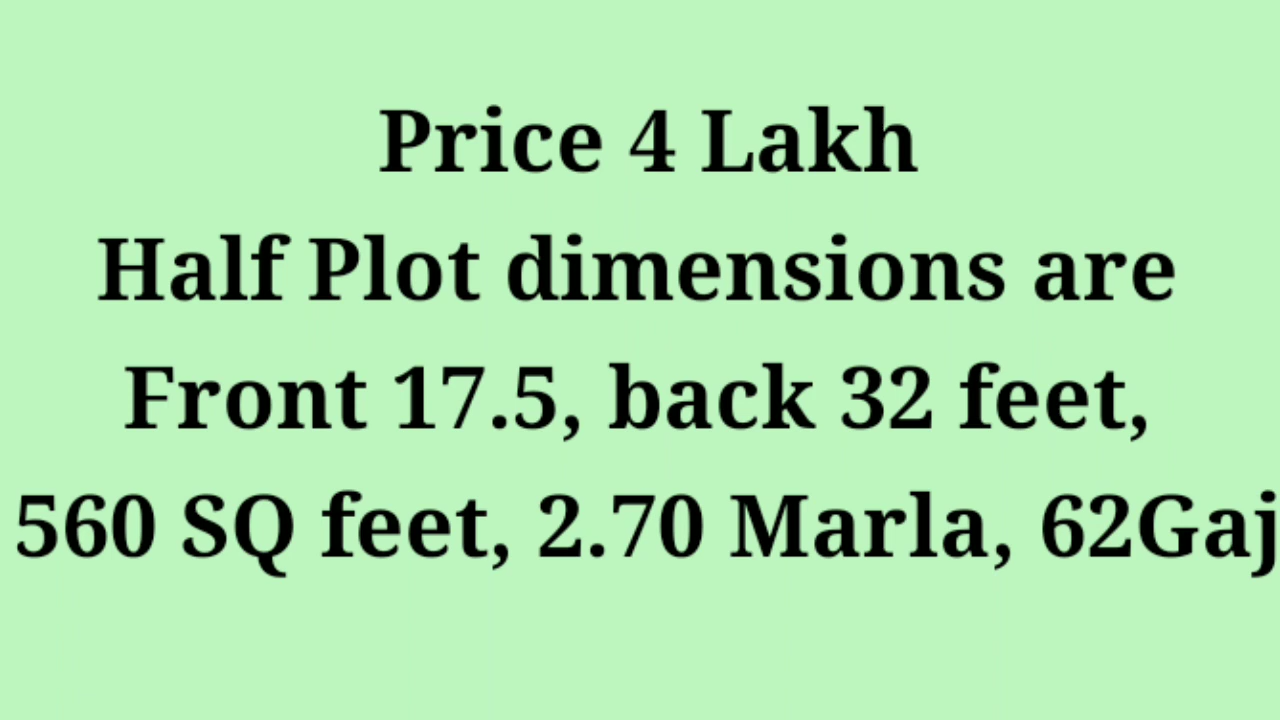 Price 4 Lakh
Half Plot dimensions are
Front 17.5, back 32 feet,
560 SQ feet, 2.70 Marla, 62Gaj